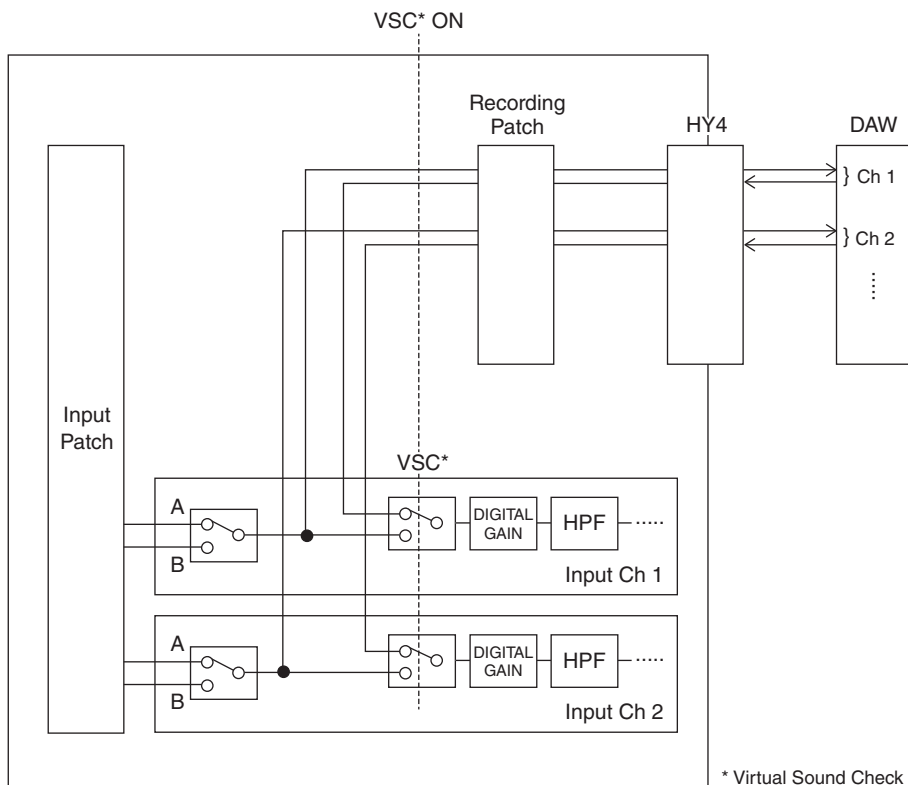 VSC* ON
Recording
Patch
HY4
DAW
} Ch 1
} Ch 2
Input
Patch
VSC*
A
B
DIGITAL
GAIN
HPF
Input Ch 1
A
B
DIGITAL
GAIN
HPF
Input Ch 2
* Virtual Sound Check